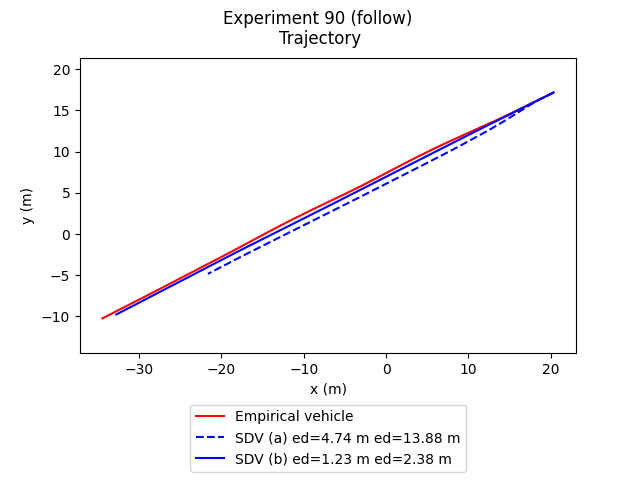 Experiment 90 (follow)
Trajectory
20
15
10
5
0
−5
−10
y (m)
−30
−20
−10
0
10
20
x (m)
Empirical vehicle
SDV (a) ed=4.74 m ed=13.88 m
SDV (b) ed=1.23 m ed=2.38 m